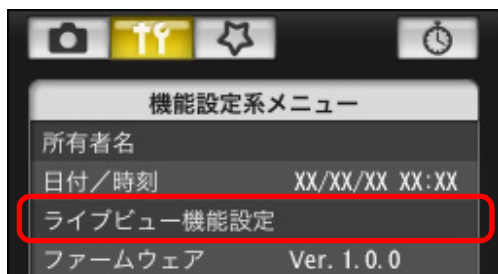 機能設定系メニュー
所有者名
日付／時刻 XX/XX/XX XX:XX
ライブビュー機能設定
ファームウェア Ver. 1.0.0